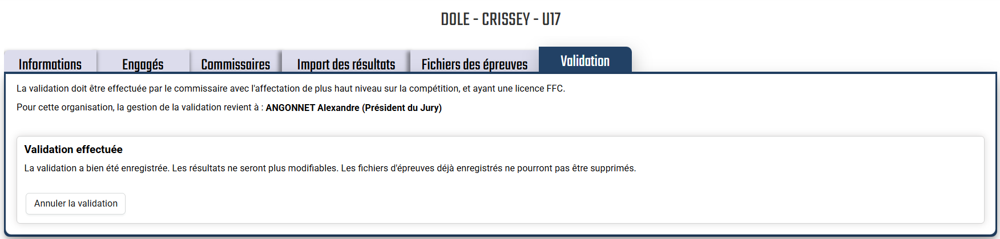 DOLE - CRISSEY - U17
Informations
Engagés
Commissaires
Import des résultats
Fichiers des épreuves
Validation
La validation doit être effectuée par le commissaire avec l'affectation de plus haut niveau sur la compétition, et ayant une licence FFC.
Pour cette organisation, la gestion de la validation revient à : ANGONNET Alexandre (Président du Jury)
Validation effectuée
La validation a bien été enregistrée. Les résultats ne seront plus modifiables. Les fichiers d'épreuves déjà enregistrés ne pourront pas être supprimés.
Annuler la validation